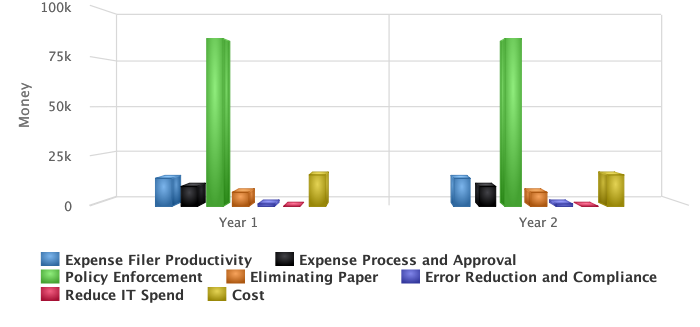 100k
75k
50k
25k
0
Money
Year 1 Year 2
Expense Filer Productivity Expense Process and Approval
Policy Enforcement Eliminating Paper Error Reduction and Compliance
Reduce IT Spend Cost